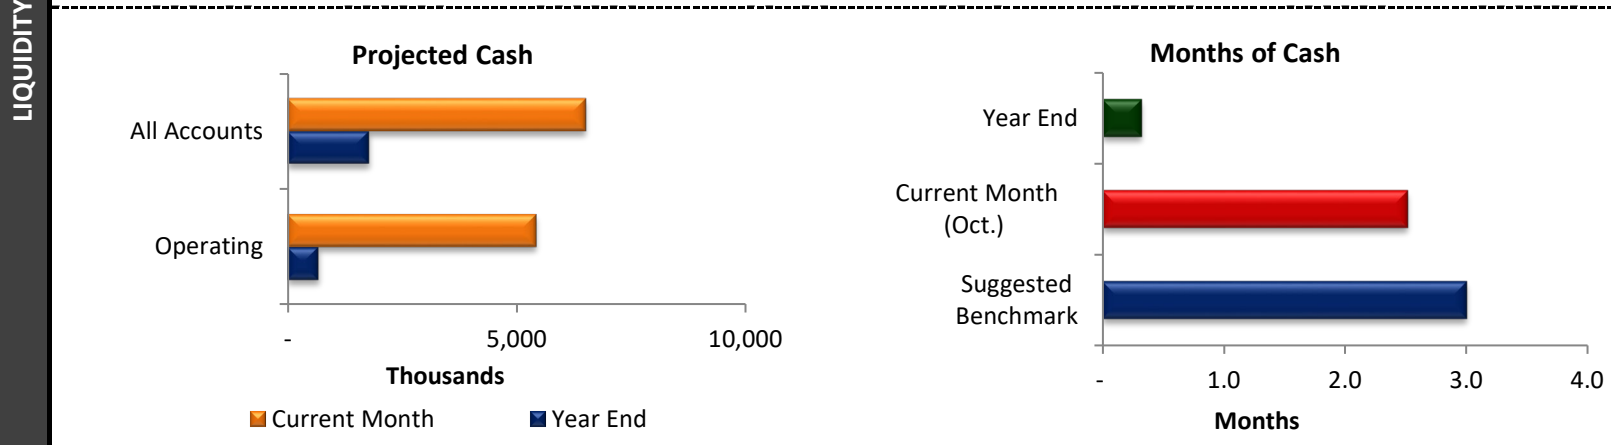 LIQUIDITY
Projected Cash
All Accounts
Operating
- 5,000 10,000
Thousands
Current Month Year End
Months of Cash
Year End
Current Month
(Oct.)
Suggested
Benchmark
- 1.0 2.0 3.0 4.0
Months